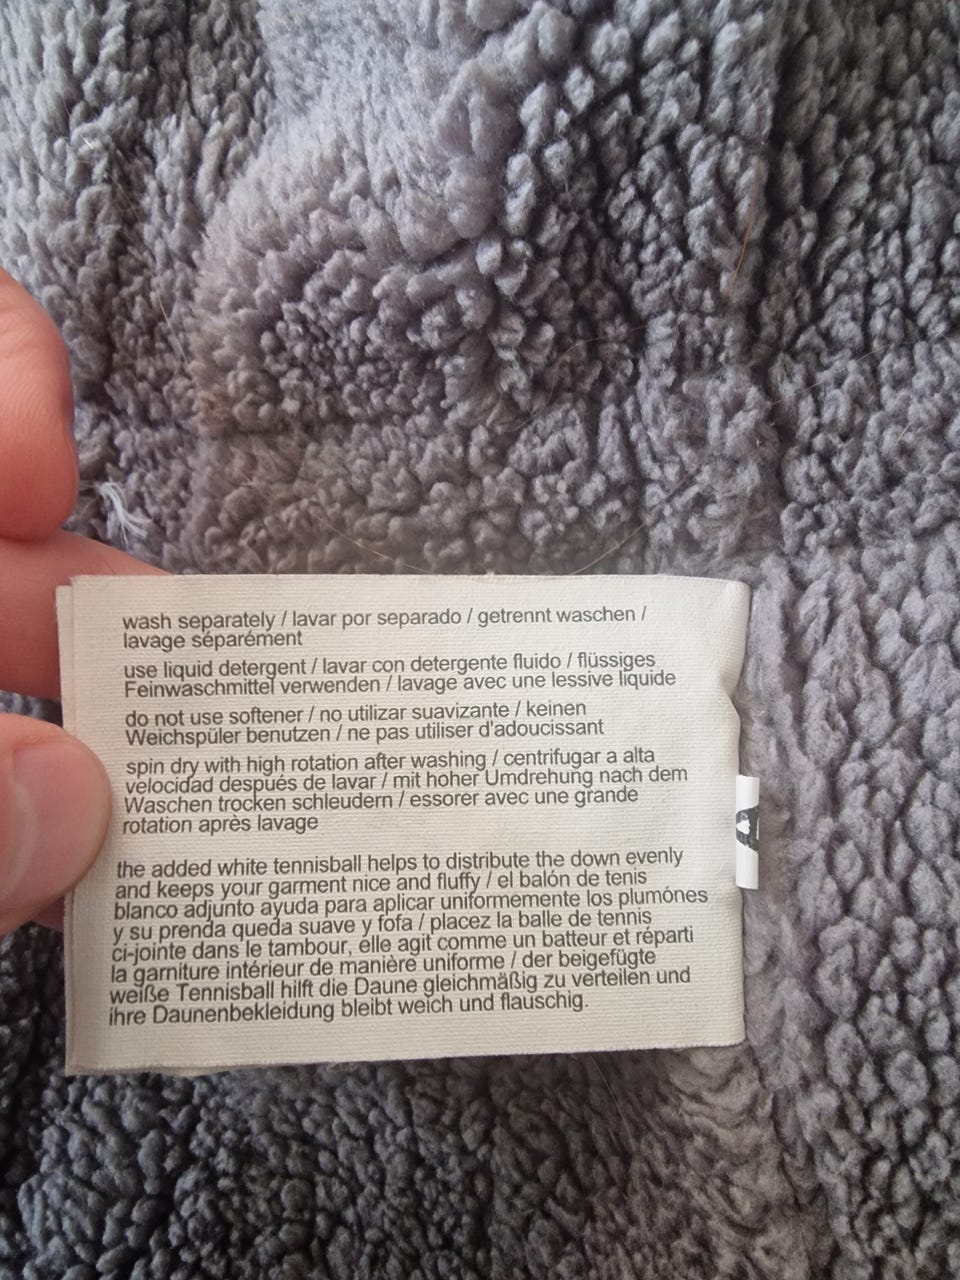 wash separately / lavar por separado / getrennt waschen /
lavage séparément
use liquid detergent / lavar con detergente fluido / flüssiges
Feinwaschmittel verwenden / lavage avec une lessive liquide
do not use softener / no utilizar suavizante / keinen
Weichspüler benutzen / ne pas utiliser d'adoucissant
spin dry with high rotation after washing / centrifugar a alta
velocidad después de lavar / mit hoher Umdrehung nach dem
Waschen trocken schleudern / essorer avec une grande
rotation après lavage
the added white tennisball helps to distribute the down evenly
and keeps your garment nice and fluffy / el balón de tenis
blanco adjunto ayuda para aplicar uniformemente los plumónes
y su prenda queda suave y fofa / placez la balle de tennis
ci-jointe dans le tambour, elle agit comme un batteur et réparti
la garniture intérieur de manière uniforme / der beigefügte
weiße Tennisball hilft die Daune gleichmäßig zu verteilen und
ihre Daunenbekleidung bleibt weich und flauschig.